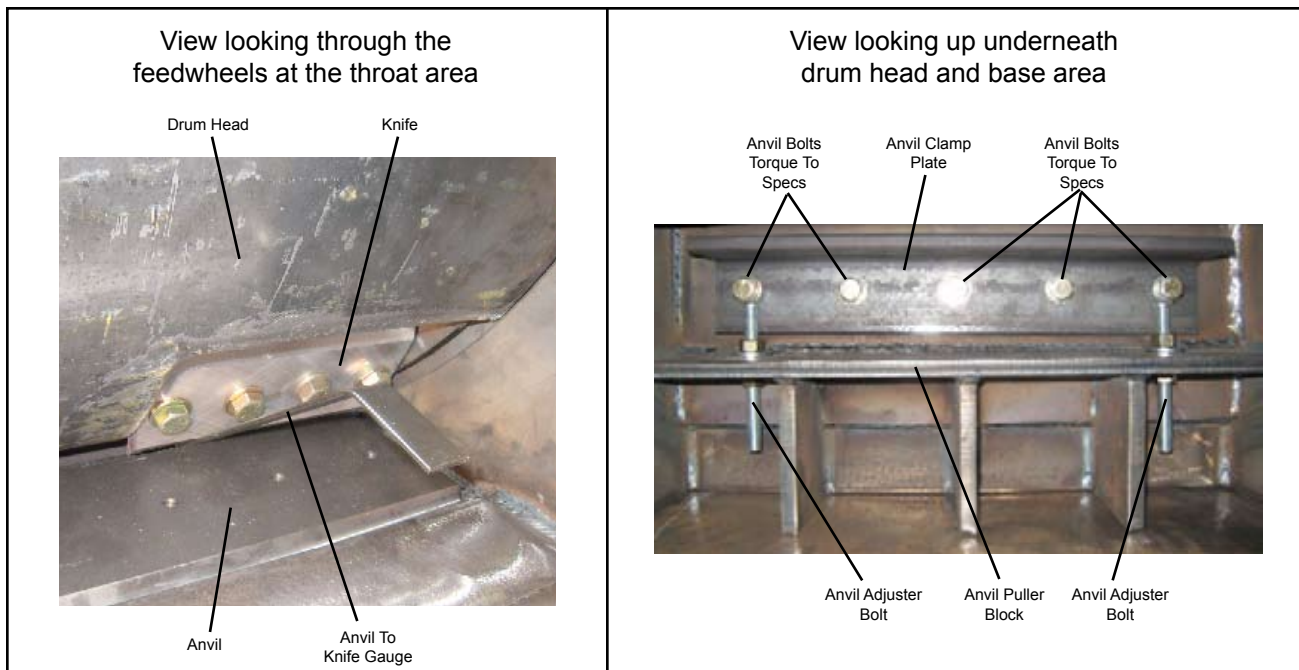 View looking through the
feedwheels at the throat area
Drum Head
Knife
Anvil
Anvil To
Knife Gauge
View looking up underneath
drum head and base area
Anvil Bolts
Torque To
Specs
Anvil Clamp
Plate
Anvil Bolts
Torque To
Specs
Anvil Adjuster
Bolt
Anvil Puller
Block
Anvil Adjuster
Bolt